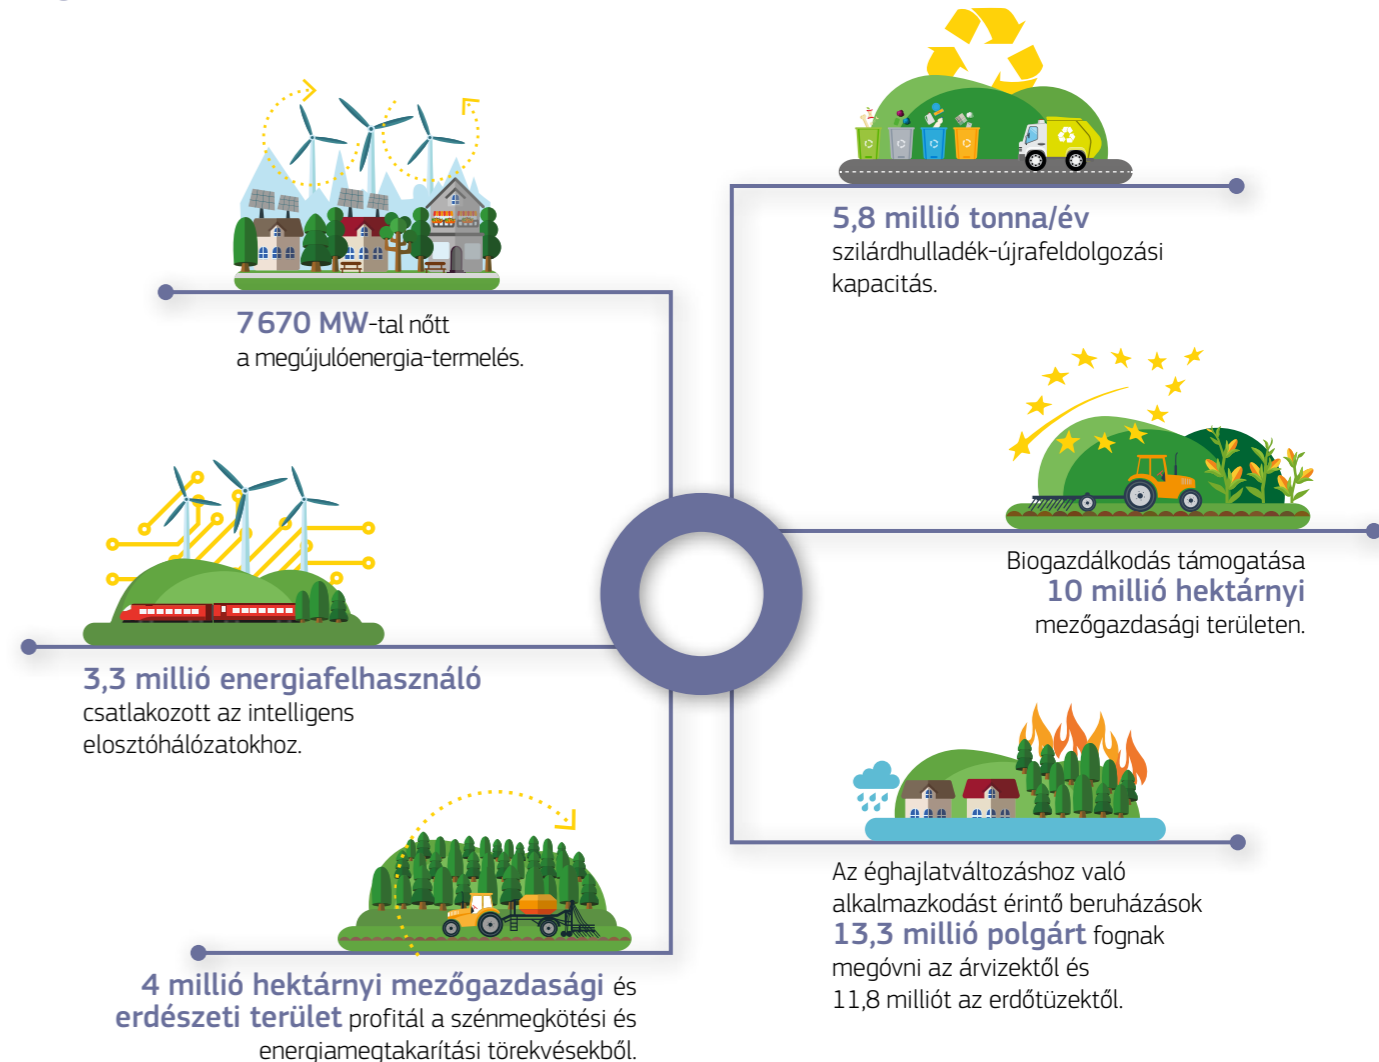 7 670 MW-tal nőtt
a megújulóenergia-termelés.
3,3 millió energiafelhasználó
csatlakozott az intelligens
elosztóhálózatokhoz.
4 millió hektárnyi mezőgazdasági és
erdészeti terület profitál a szénmegkötési és
energiamegtakarítási törekvésekből.
5,8 millió tonna/év
szilárdhulladék-újrafeldolgozási
kapacitás.
Biogazdálkodás támogatása
10 millió hektárnyi
mezőgazdasági területen.
Az éghajlatváltozáshoz való
alkalmazkodást érintő beruházások
13,3 millió polgárt fognak
megóvni az árvizektől és
11,8 milliót az erdőtüzektől.